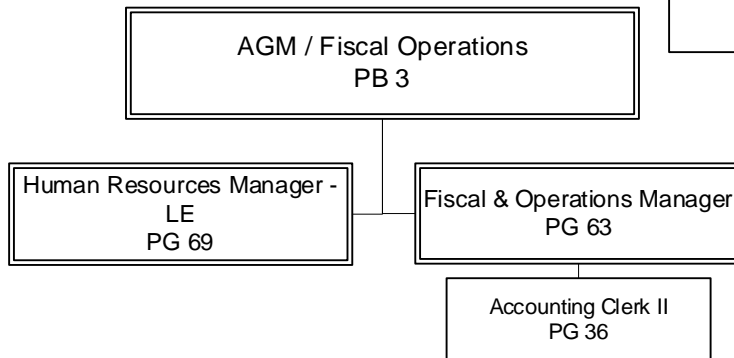 AGM / Fiscal Operations
PB 3
Human Resources Manager -
LE
PG 69
Fiscal & Operations Manager
PG 63
Accounting Clerk II
PG 36